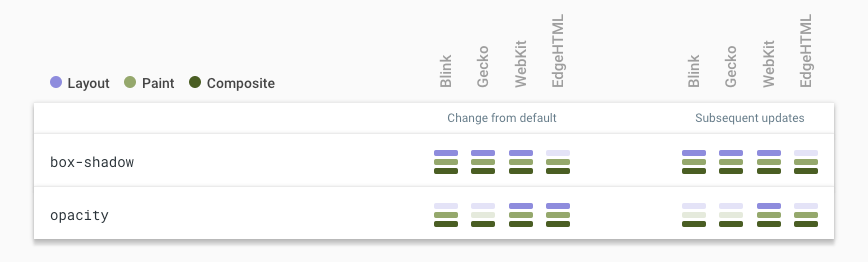 Layout Paint Composite Blink Gecko WebKit EdgeHTML Blink Gecko WebKit EdgeHTML
Change from default Subsequent updates
box-shadow
opacity